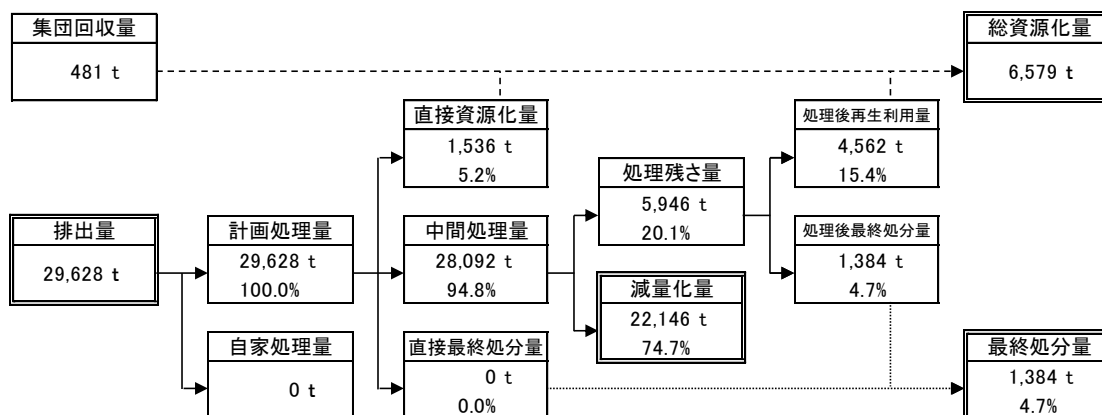 集団回収量
481 t
総資源化量
6,579 t
直接資源化量
1,536 t
5.2%
処理後再生利用量
4,562 t
15.4%
処理残さ量
5,946 t
20.1%
排出量
29,628 t
計画処理量
29,628 t
100.0%
中間処理量
28,092 t
94.8%
処理後最終処分量
1,384 t
4.7%
減量化量
22,146 t
74.7%
自家処理量
0 t
直接最終処分量
0 t
0.0%
最終処分量
1,384 t
4.7%